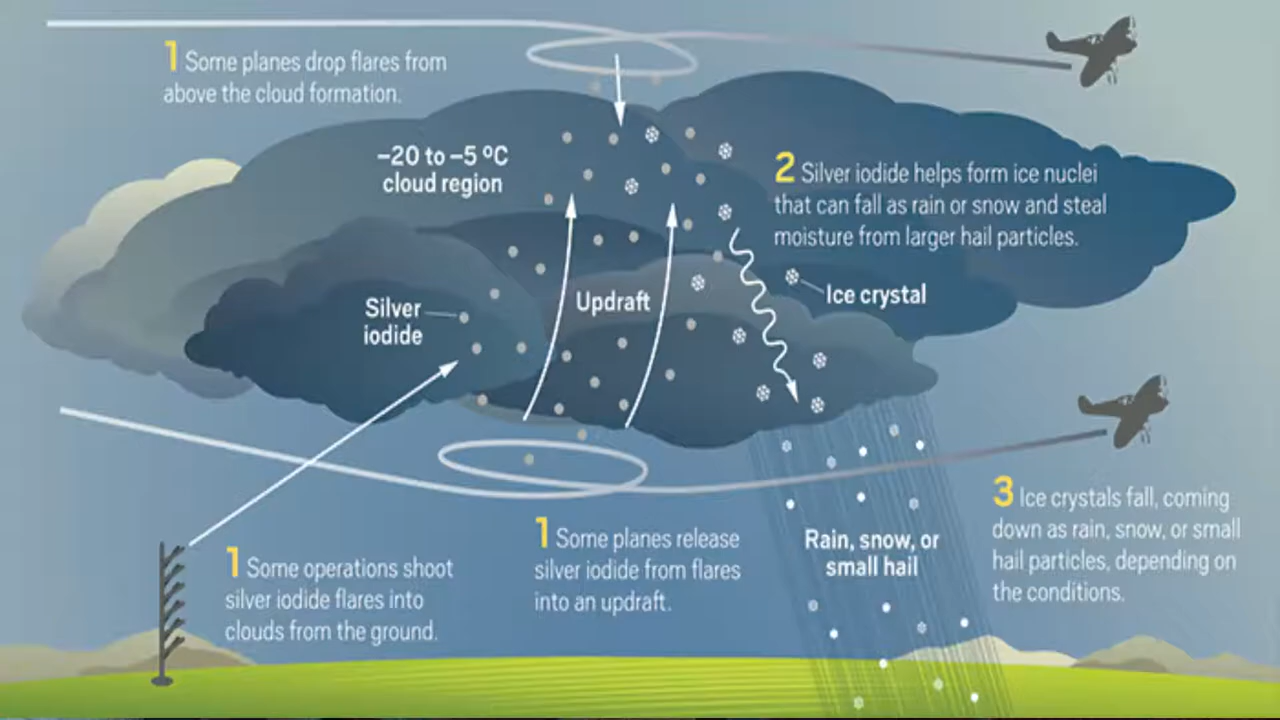 1 Some planes drop flares from
above the cloud formation.
–20 to –5 ºC
cloud region
2 Silver iodide helps form ice nuclei
that can fall as rain or snow and steal
moisture from larger hail particles.
Silver
iodide
Updraft
Ice crystal
1 Some operations shoot
silver iodide flares into
clouds from the ground.
1 Some planes release
silver iodide from flares
into an updraft.
Rain, snow, or
small hail
3 Ice crystals fall, coming
down as rain, snow, or small
hail particles, depending on
the conditions.